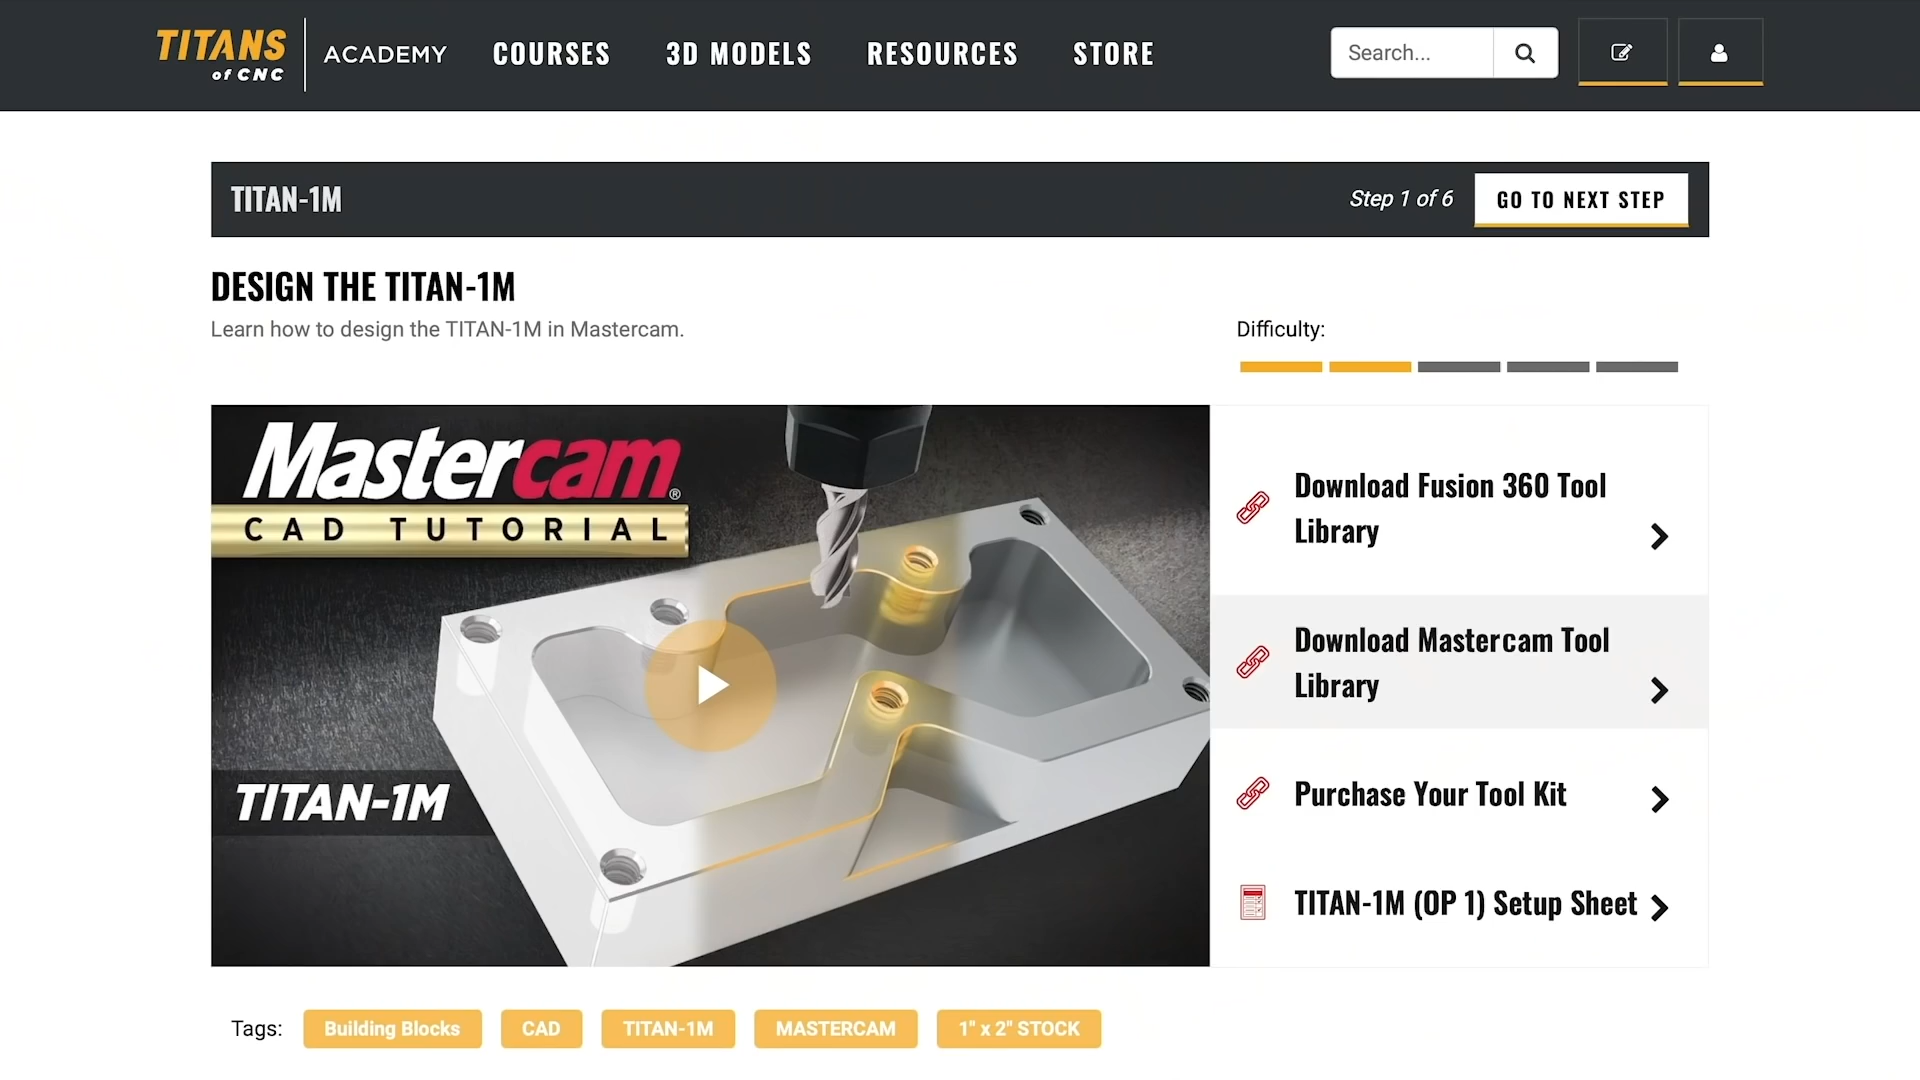 TITANS
of CNC
ACADEMY
COURSES
3D MODELS
RESOURCES
STORE
Search...
TITAN-1M
Step 1 of 6
GO TO NEXT STEP
DESIGN THE TITAN-1M
Learn how to design the TITAN-1M in Mastercam.
Difficulty:
Mastercam®
CAD TUTORIAL
TITAN-1M
Download Fusion 360 Tool
Library
Download Mastercam Tool
Library
Purchase Your Tool Kit
TITAN-1M (OP 1) Setup Sheet
Tags:
Building Blocks
CAD
TITAN-1M
MASTERCAM
1" x 2" STOCK